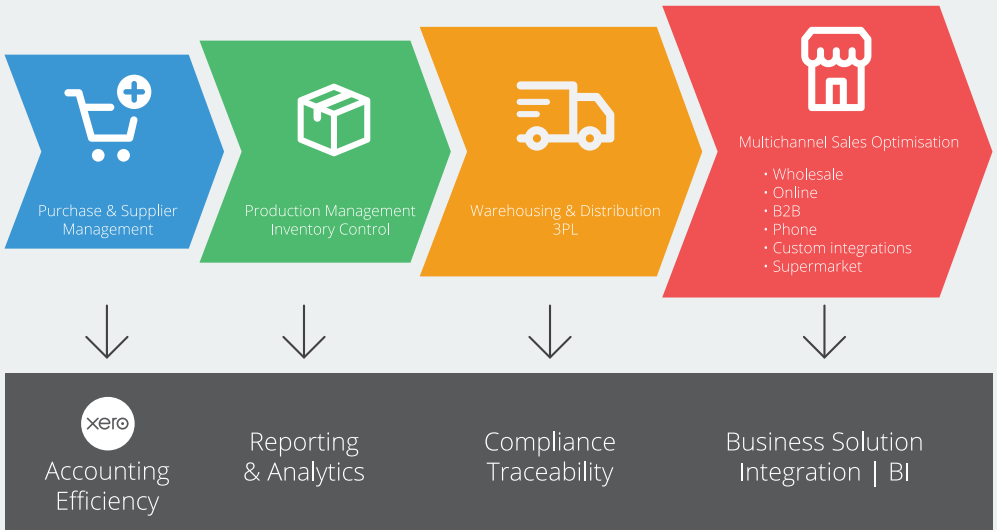 Purchase & Supplier
Management
Production Management
Inventory Control
Warehousing & Distribution
3PL
Multichannel Sales Optimisation
• Wholesale
• Online
• B2B
• Phone
• Custom integrations
• Supermarket
xero
Accounting
Efficiency
Reporting
& Analytics
Compliance
Traceability
Business Solution
Integration | BI